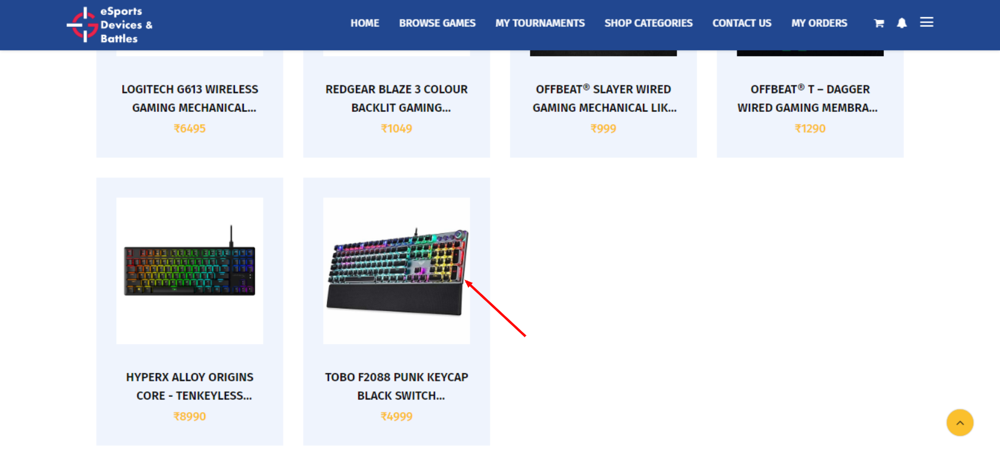 eSports
Devices &
Battles
HOME BROWSE GAMES MY TOURNAMENTS SHOP CATEGORIES CONTACT US MY ORDERS
LOGITECH G613 WIRELESS
GAMING MECHANICAL...
₹6495
REDGEAR BLAZE 3 COLOUR
BACKLIT GAMING...
₹1049
OFFBEAT® SLAYER WIRED
GAMING MECHANICAL LIK...
₹999
OFFBEAT® T – DAGGER
WIRED GAMING MEMBRA...
₹1290
HYPERX ALLOY ORIGINS
CORE - TENKEYLESS...
₹8990
TOBO F2088 PUNK KEYCAP
BLACK SWITCH...
₹4999